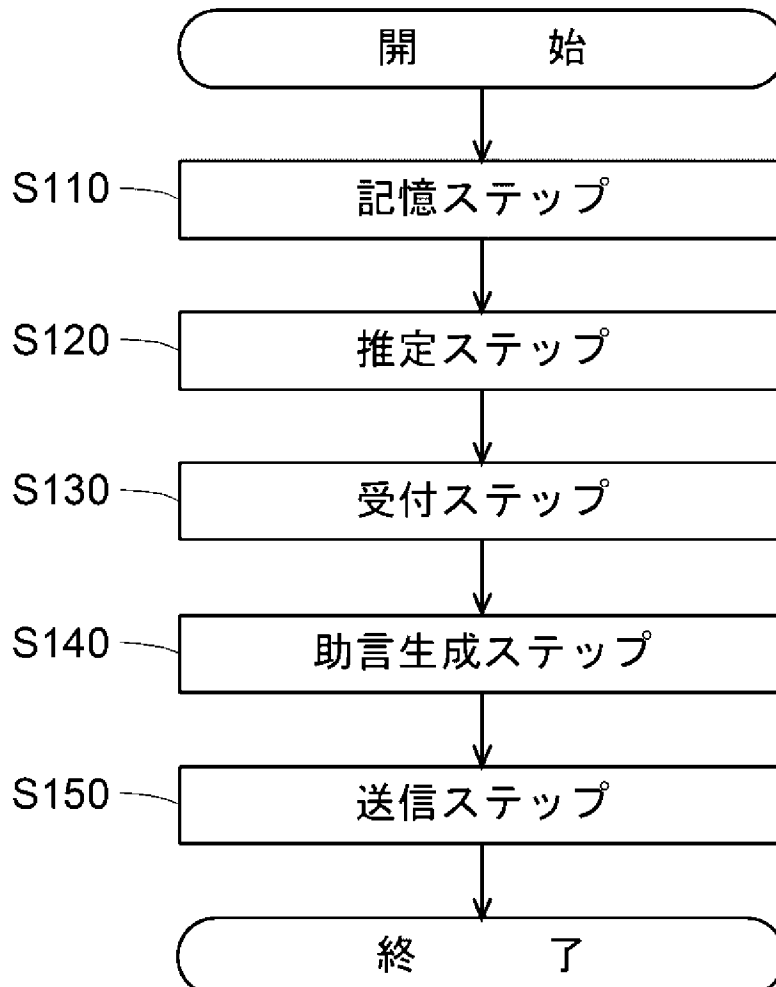 開 始
S110 記憶ステップ
S120 推定ステップ
S130 受付ステップ
S140 助言生成ステップ
S150 送信ステップ
終 了